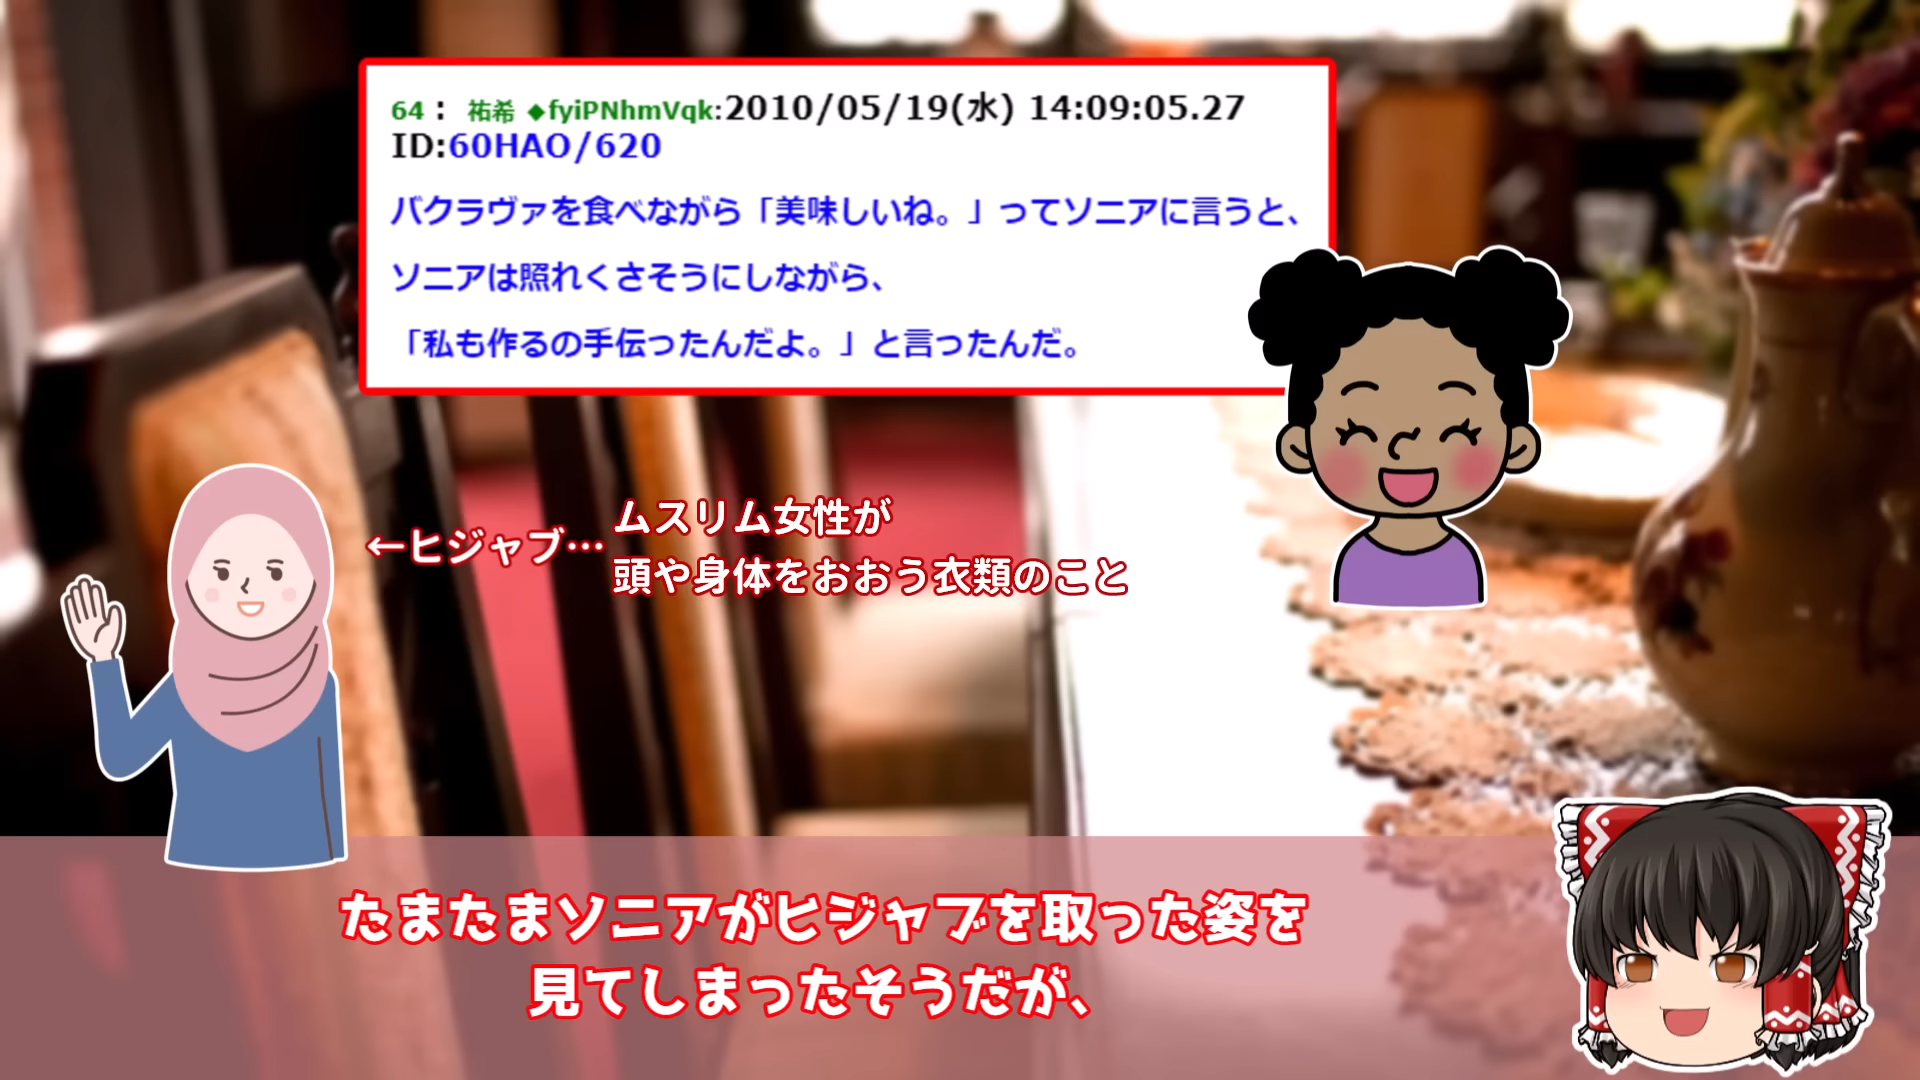 64： 祐希 ◆fyiPNhmVqk:2010/05/19(水) 14:09:05.27
ID:60HAO/620
バクラヴァを食べながら「美味しいね。」ってソニアに言うと、
ソニアは照れくさそうにしながら、
「私も作るの手伝ったんだよ。」と言ったんだ。
←ヒジャブ…
ムスリム女性が
頭や身体をおおう衣類のこと
たまたまソニアがヒジャブを取った姿を
見てしまったそうだが、